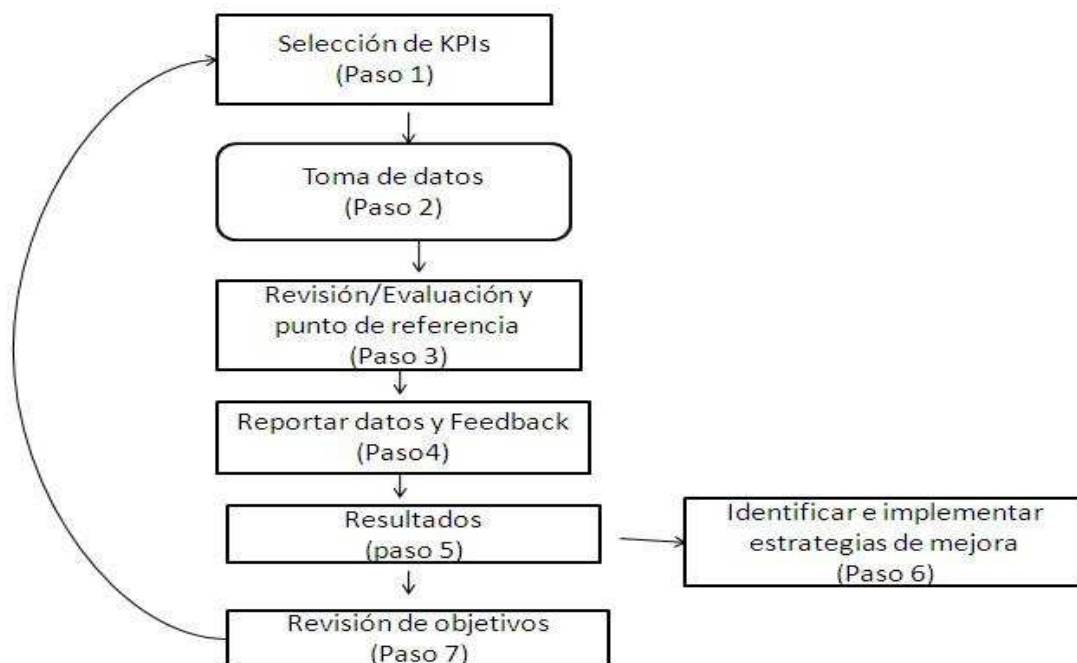 Selección de KPIs
(Paso 1)
Toma de datos
(Paso 2)
Revisión/Evaluación y
punto de referencia
(Paso 3)
Reportar datos y Feedback
(Paso4)
Resultados
(paso 5)
Identificar e implementar
estrategias de mejora
(Paso 6)
Revisión de objetivos
(Paso 7)